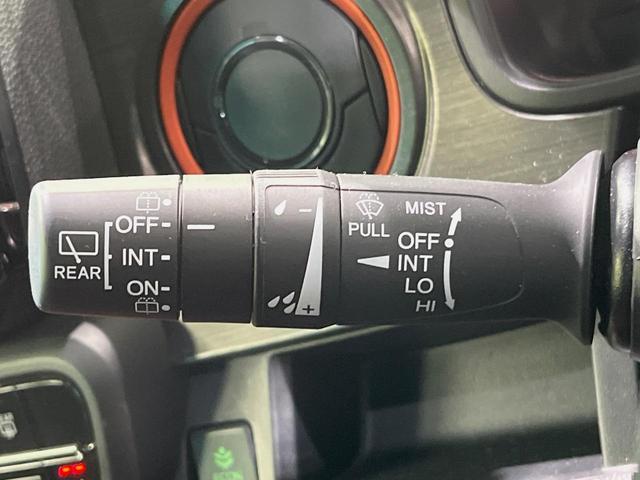 REAR
OFF
INT
ON
-
+
PULL
MIST
OFF
INT
LO
HI